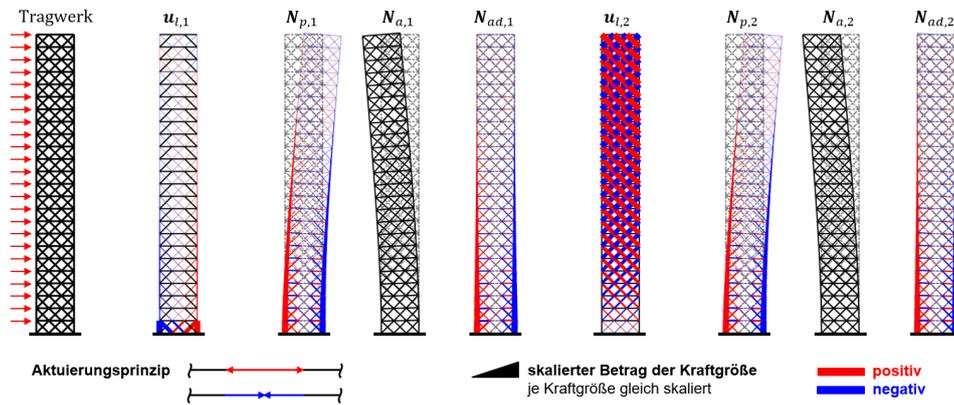 Tragwerk u_{l,1} N_{p,1} N_{a,1} N_{ad,1} u_{l,2} N_{p,2} N_{a,2} N_{ad,2}
Aktuierungsprinzip
skalierter Betrag der Kraftgröße
je Kraftgröße gleich skaliert
positiv
negativ